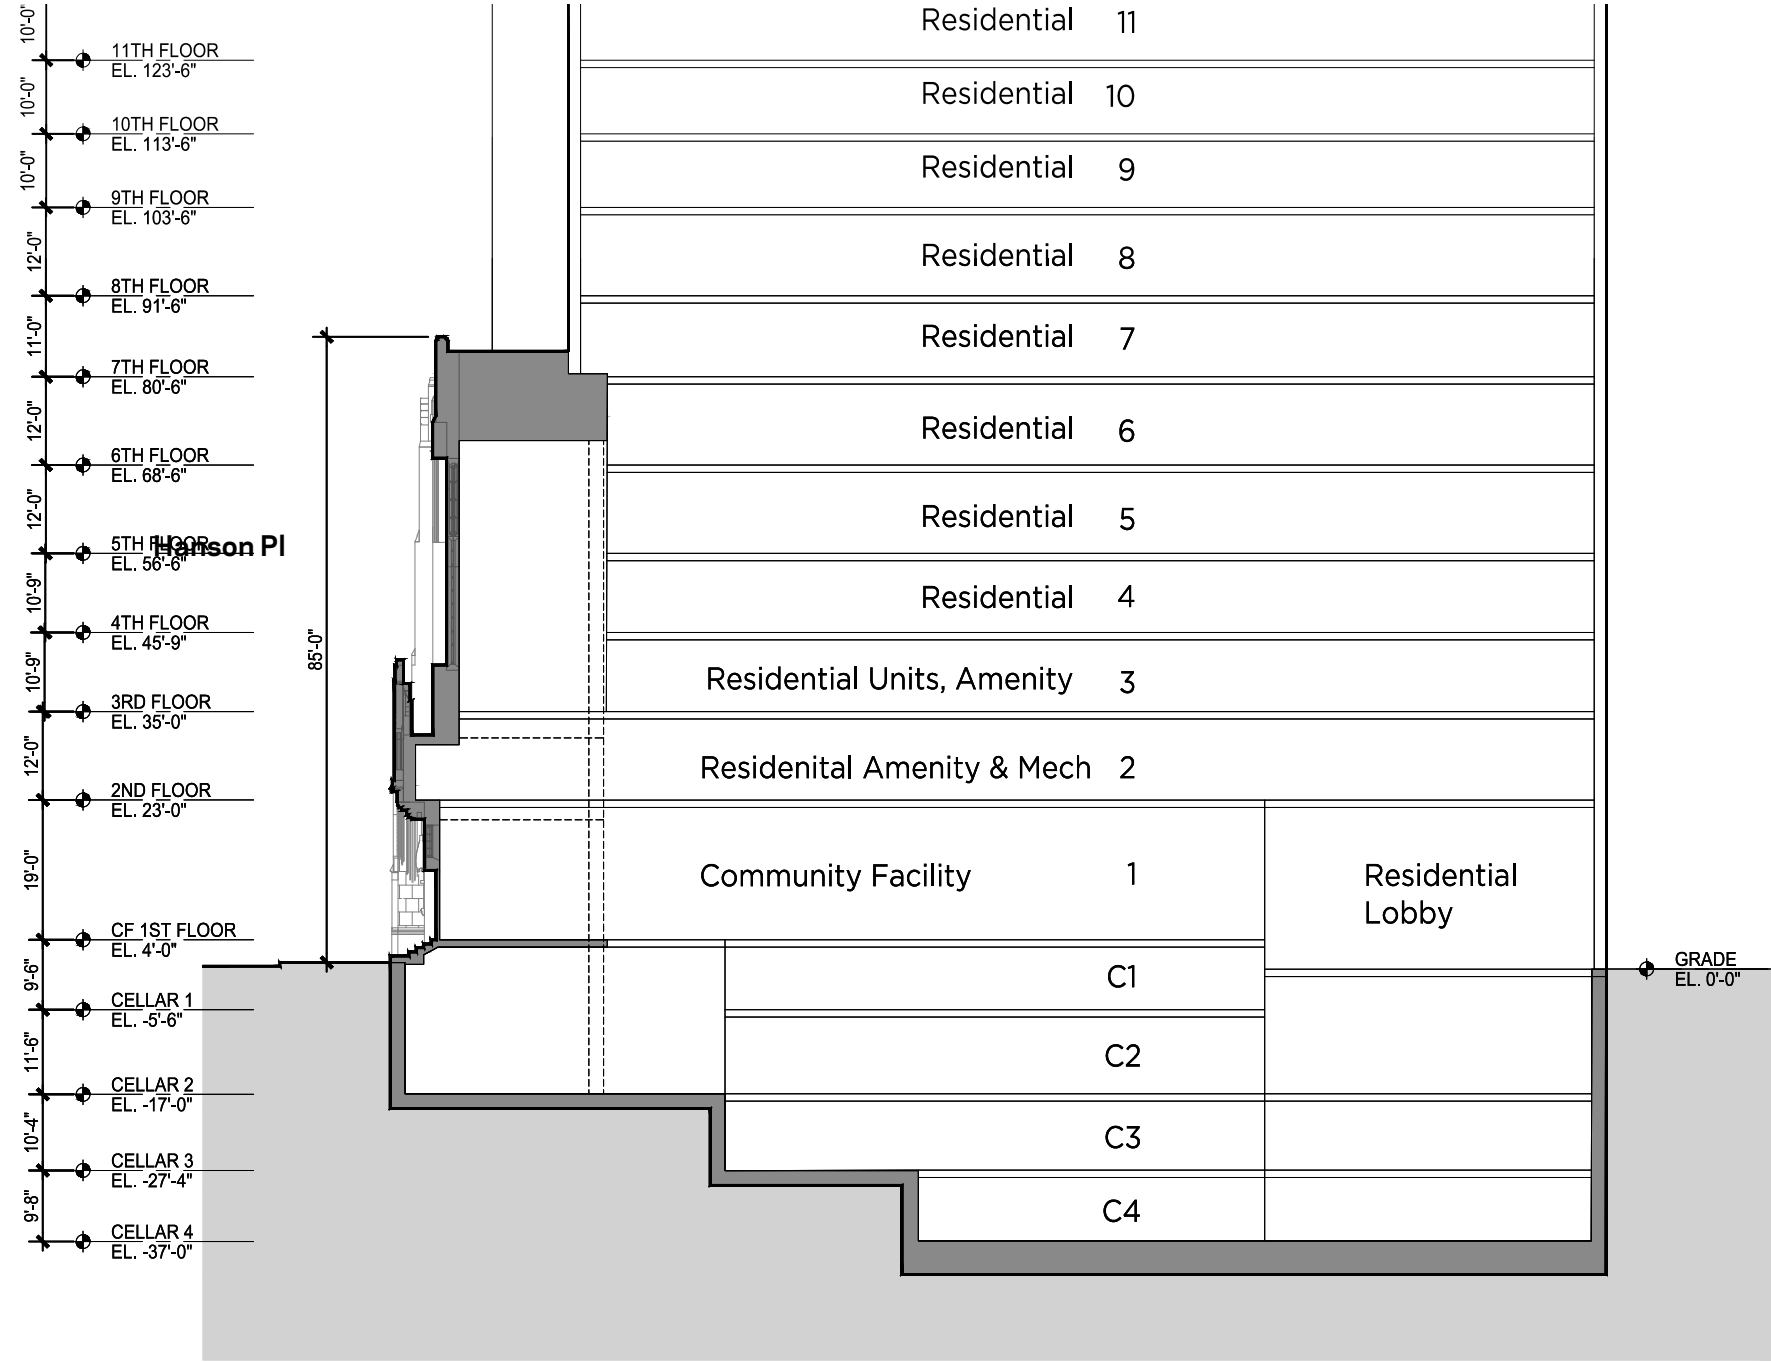 10'-0"
Residential 11
11TH FLOOR
EL. 123'-6"
10'-0"
Residential 10
10TH FLOOR
EL. 113'-6"
10'-0"
Residential 9
9TH FLOOR
EL. 103'-6"
12'-0"
Residential 8
8TH FLOOR
EL. 91'-6"
11'-0"
Residential 7
7TH FLOOR
EL. 80'-6"
12'-0"
Residential 6
6TH FLOOR
EL. 68'-6"
12'-0"
Residential 5
5TH FLOOR
Hanson Pl
EL. 56'-6"
10'-9"
Residential 4
4TH FLOOR
EL. 45'-9"
85'-0"
10'-9"
Residential Units, Amenity 3
3RD FLOOR
EL. 35'-0"
12'-0"
Residenital Amenity & Mech 2
2ND FLOOR
EL. 23'-0"
19'-0"
Community Facility 1
Residential
Lobby
CF 1ST FLOOR
EL. 4'-0"
GRADE
EL. 0'-0"
9'-6"
C1
CELLAR 1
EL. -5'-6"
11'-6"
C2
CELLAR 2
EL. -17'-0"
10'-4"
C3
CELLAR 3
EL. -27'-4"
9'-8"
C4
CELLAR 4
EL. -37'-0"